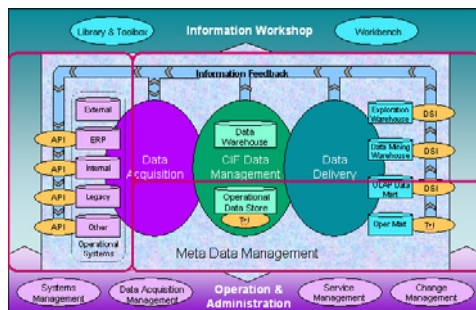 Library & Toolbox
Information Workshop
Workbench
Information Feedback
External
API
ERP
API
Internal
API
Legacy
API
Other
Operational
Systems
Data
Acquisition
Data
Warehouse
CIF Data
Management
Operational
Data Store
TrI
Data
Delivery
Exploration
Warehouse
DSI
Data Mining
Warehouse
DSI
OLAP Data
Mart
DSI
Oper Mart
TrI
Meta Data Management
Systems
Management
Data Acquisition
Management
Operation &
Administration
Service
Management
Change
Management